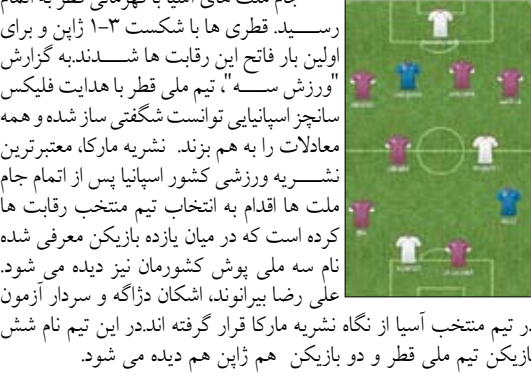 جام ملت های آسیا با قهرمانی قطر به اتمام
رسید. قطری ها با شکست ۳-۱ ژاپن و برای
اولین بار فاتح این رقابت ها شدند.به گزارش
"ورزش سه"، تیم ملی قطر با هدایت فلیکس
سانچز اسپانیایی توانست شگفتی ساز شده و همه
معادلات را به هم بزند. نشریه مارکا، معتبرترین
نشریه ورزشی کشور اسپانیا پس از اتمام جام
ملت ها اقدام به انتخاب تیم منتخب رقابت ها
کرده است که در میان یازده بازیکن معرفی شده
نام سه ملی پوش کشورمان نیز دیده می شود.
علی رضا بیرانوند، اشکان دژاگه و سردار آزمون
در تیم منتخب آسیا از نگاه نشریه مارکا قرار گرفته اند.در این تیم نام شش
بازیکن تیم ملی قطر و دو بازیکن هم ژاپن هم دیده می شود.